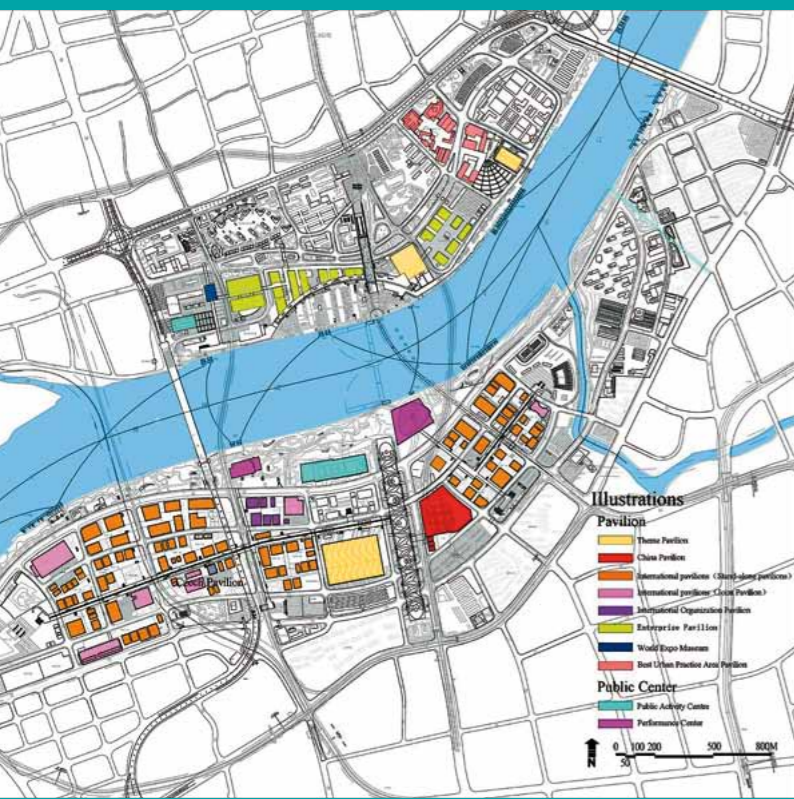 Czech Pavilion
Illustrations
Pavilion
Theme Pavilion
China Pavilion
International pavilions (Stand-alone pavilions)
International pavilions (Joint Pavilion)
International Organization Pavilion
Enterprise Pavilion
World Expo Museum
Best Urban Practice Area Pavilion
Public Center
Public Activity Centre
Performance Center
0 100 200 500 800M
50
N